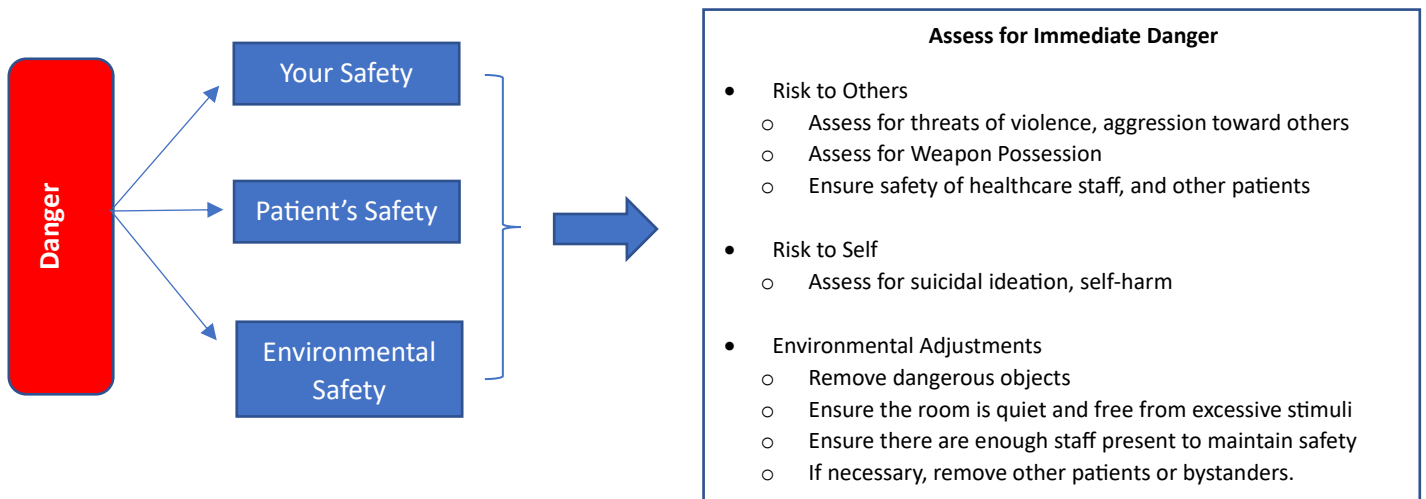 Danger
Your Safety
Patient's Safety
Environmental
Safety
Assess for Immediate Danger
• Risk to Others
o Assess for threats of violence, aggression toward others
o Assess for Weapon Possession
o Ensure safety of healthcare staff, and other patients
• Risk to Self
o Assess for suicidal ideation, self-harm
• Environmental Adjustments
o Remove dangerous objects
o Ensure the room is quiet and free from excessive stimuli
o Ensure there are enough staff present to maintain safety
o If necessary, remove other patients or bystanders.